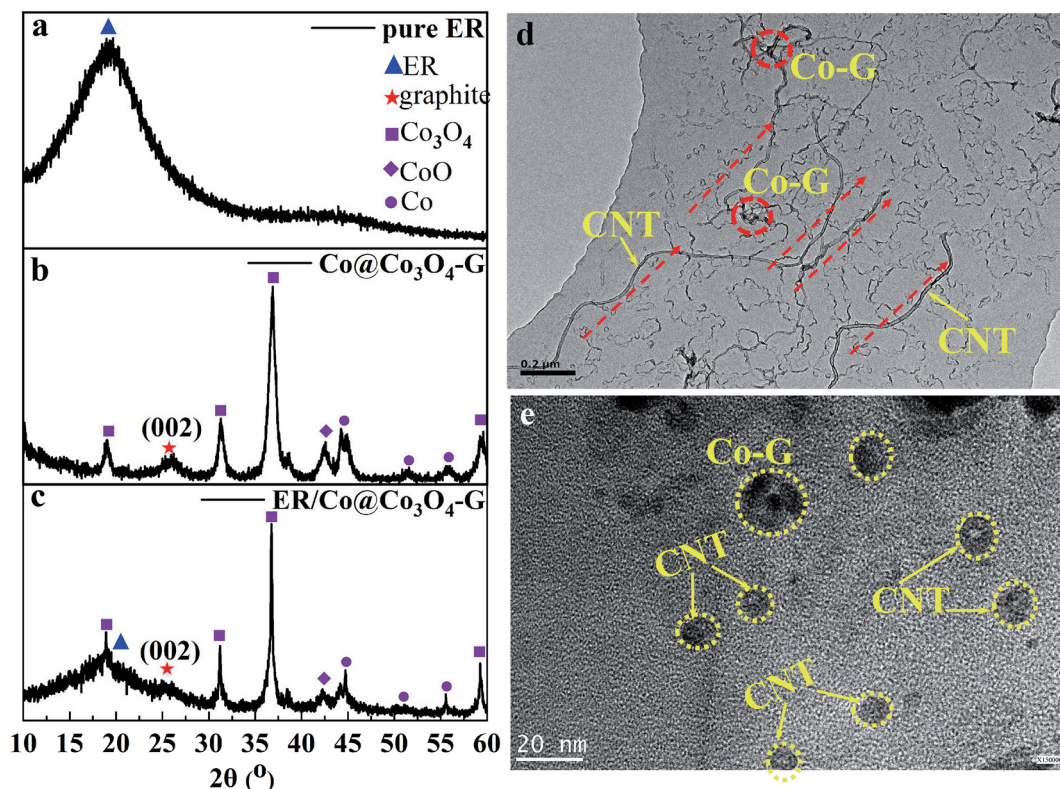 a
pure ER
ER
graphite
Co₃O₄
CoO
Co
b
Co@Co₃O₄-G
(002)
c
ER/Co@Co₃O₄-G
(002)
10 15 20 25 30 35 40 45 50 55 60
2θ (º)
d
Co-G
Co-G
CNT
CNT
0.2 μm
e
Co-G
CNT
CNT
CNT
20 nm
X150000